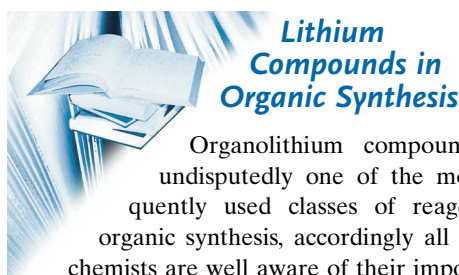 Lithium
Compounds in
Organic Synthesis
Organolithium compoun
undisputedly one of the mo
quently used classes of reage
organic synthesis, accordingly all
chemists are well aware of their impo